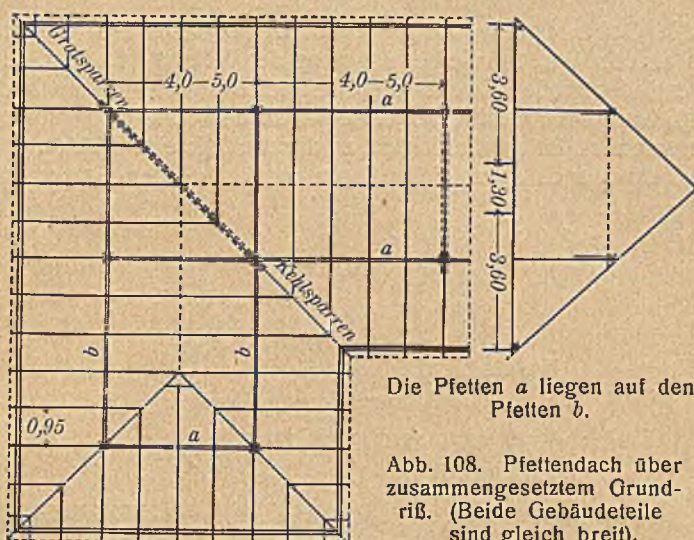 Gratsparren
4,0–5,0
4,0–5,0
a
3,60
1,30
3,60
a
Kehlsparren
b
b
a
0,95
Die Pfetten a liegen auf den
Pfetten b.
Abb. 108. Pfettendach über
zusammengesetztem Grund-
riß. (Beide Gebäudeteile
sind gleich breit).